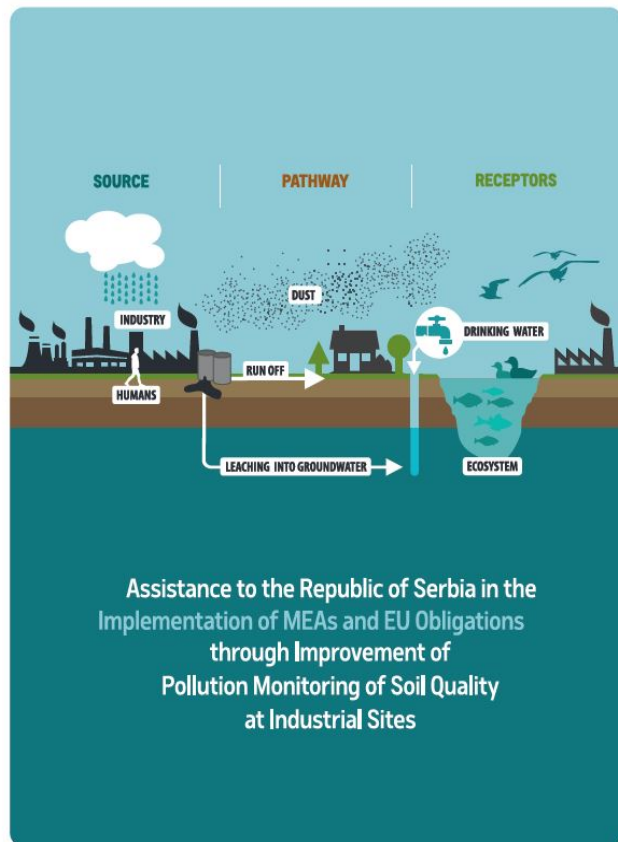 SOURCE
PATHWAY
RECEPTORS
DUST
INDUSTRY
DRINKING WATER
RUN OFF
HUMANS
LEACHING INTO GROUNDWATER
ECOSYSTEM
Assistance to the Republic of Serbia in the
Implementation of MEAs and EU Obligations
through Improvement of
Pollution Monitoring of Soil Quality
at Industrial Sites